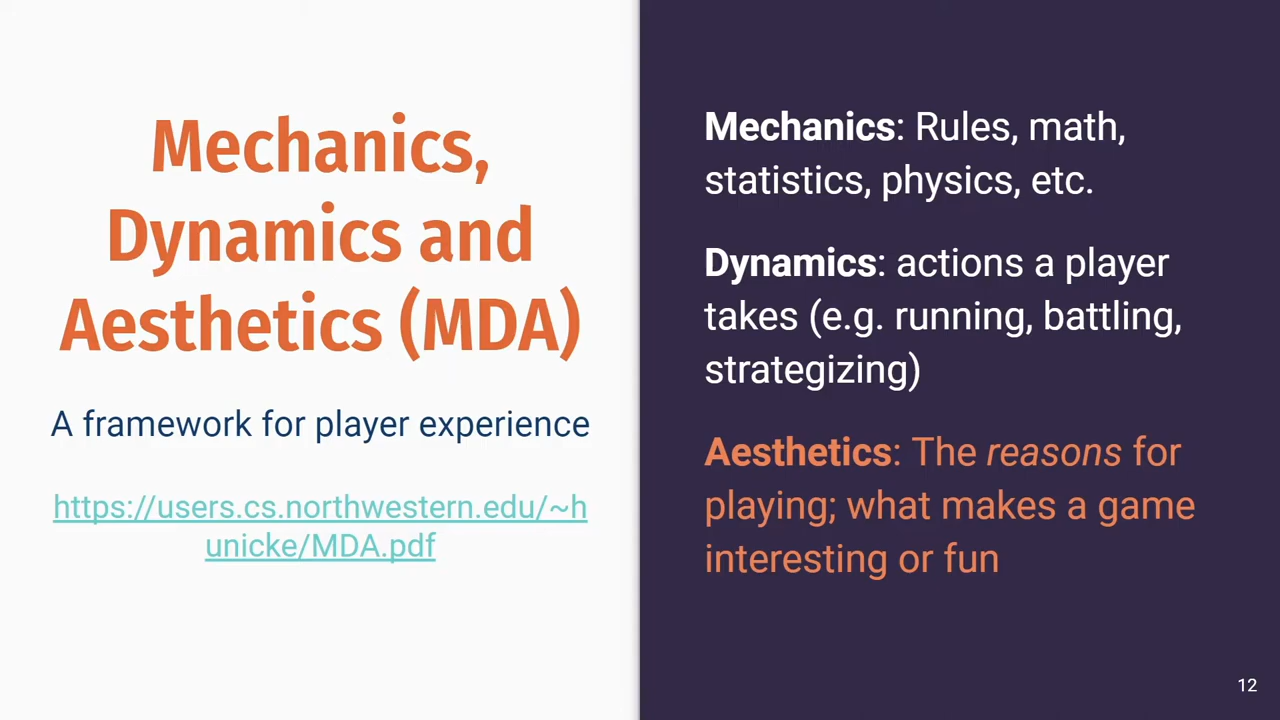 Mechanics,
Dynamics and
Aesthetics (MDA)
A framework for player experience
https://users.cs.northwestern.edu/~h
unicke/MDA.pdf
Mechanics: Rules, math,
statistics, physics, etc.
Dynamics: actions a player
takes (e.g. running, battling,
strategizing)
Aesthetics: The reasons for
playing; what makes a game
interesting or fun
12